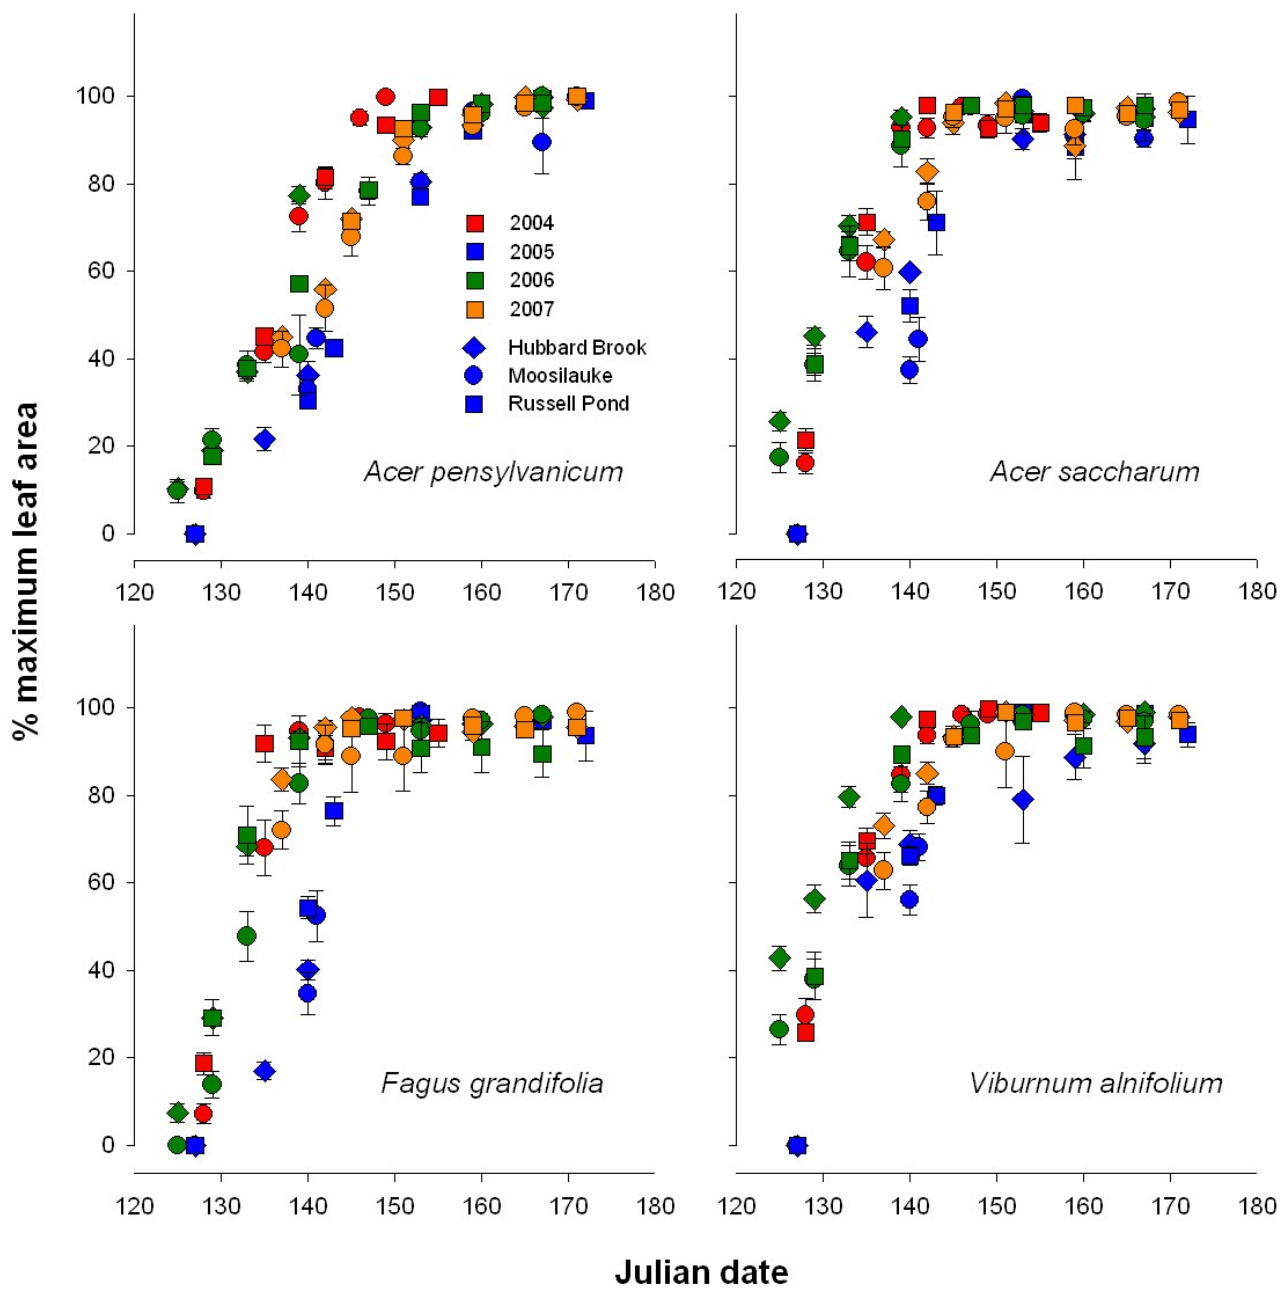 % maximum leaf area
100
80
60
40
20
0
120 130 140 150 160 170 180
2004
2005
2006
2007
Hubbard Brook
Moosilauke
Russell Pond
Acer pensylvanicum
120 130 140 150 160 170 180
Acer saccharum
100
80
60
40
20
0
120 130 140 150 160 170 180
Fagus grandifolia
120 130 140 150 160 170 180
Viburnum alnifolium
Julian date